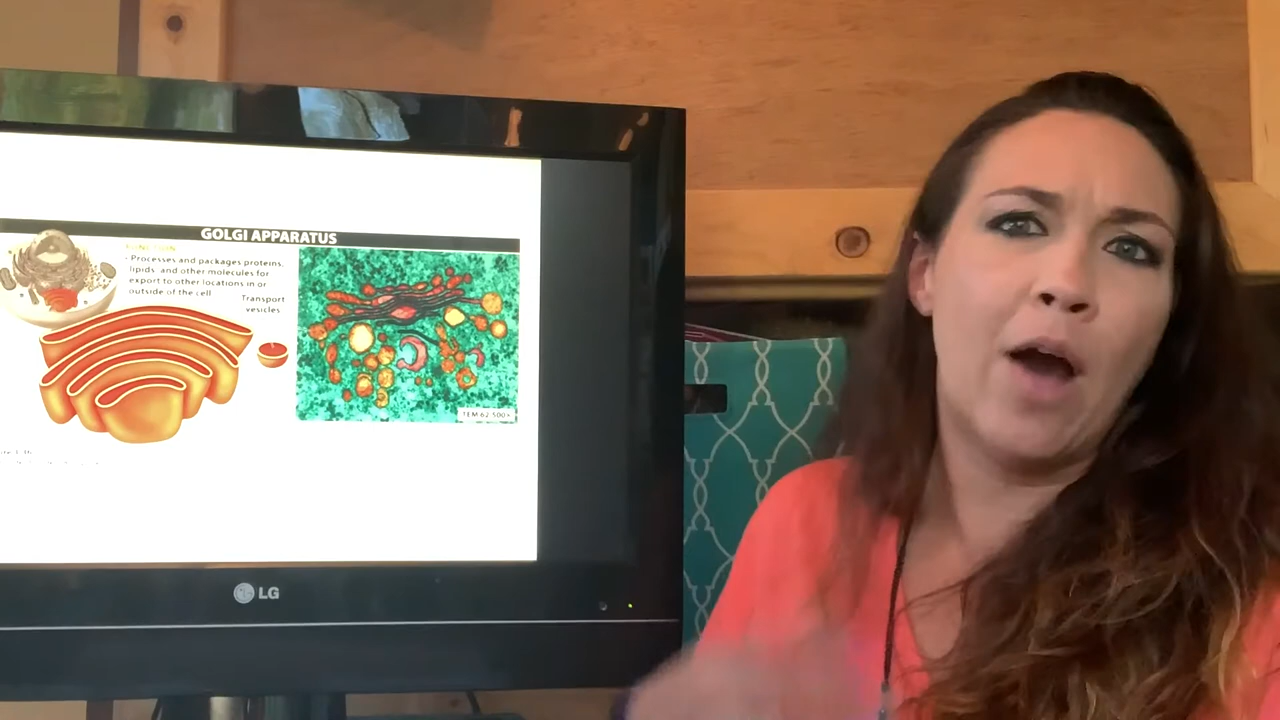 GOLGI APPARATUS
FUNCTION
- Processes and packages proteins,
lipids and other molecules for
export to other locations in or
outside of the cell
Transport
vesicles
TEM 62,500×
LG